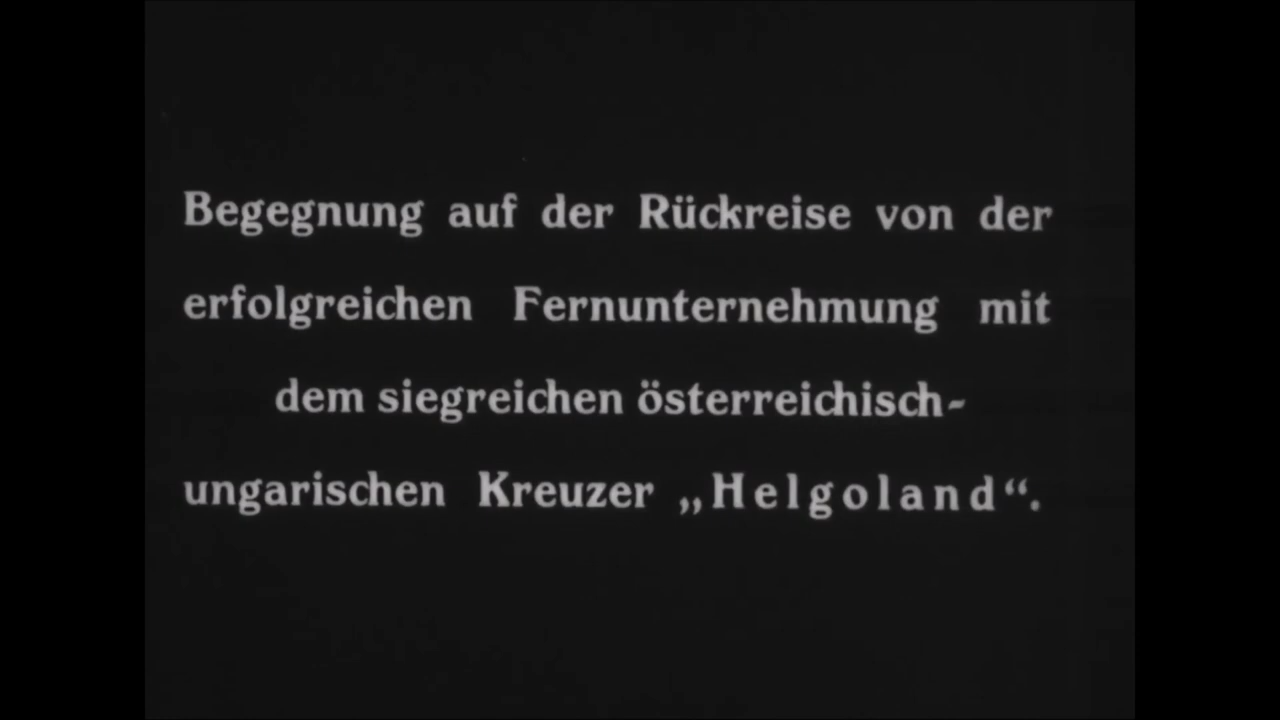 Begegnung auf der Rückreise von der
erfolgreichen Fernunternehmung mit
dem siegreichen österreichisch-
ungarischen Kreuzer „Helgoland“.